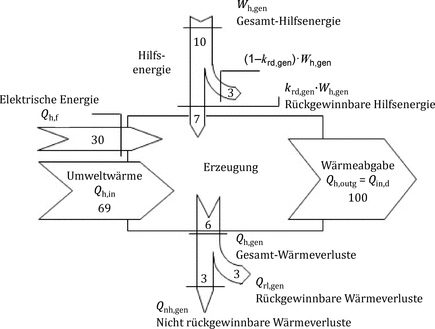 W_h,gen
Gesamt-Hilfsenergie
10
Hilfs-
energie
(1–k_rd,gen)·W_h,gen
3
k_rd,gen·W_h,gen
Rückgewinnbare Hilfsenergie
7
Elektrische Energie
Q_h,f
30
Umweltwärme
Q_h,in
69
Erzeugung
Wärmeabgabe
Q_h,outg = Q_in,d
100
6
Q_h,gen
Gesamt-Wärmeverluste
3
3
Q_rl,gen
Rückgewinnbare Wärmeverluste
Q_nh,gen
Nicht rückgewinnbare Wärmeverluste